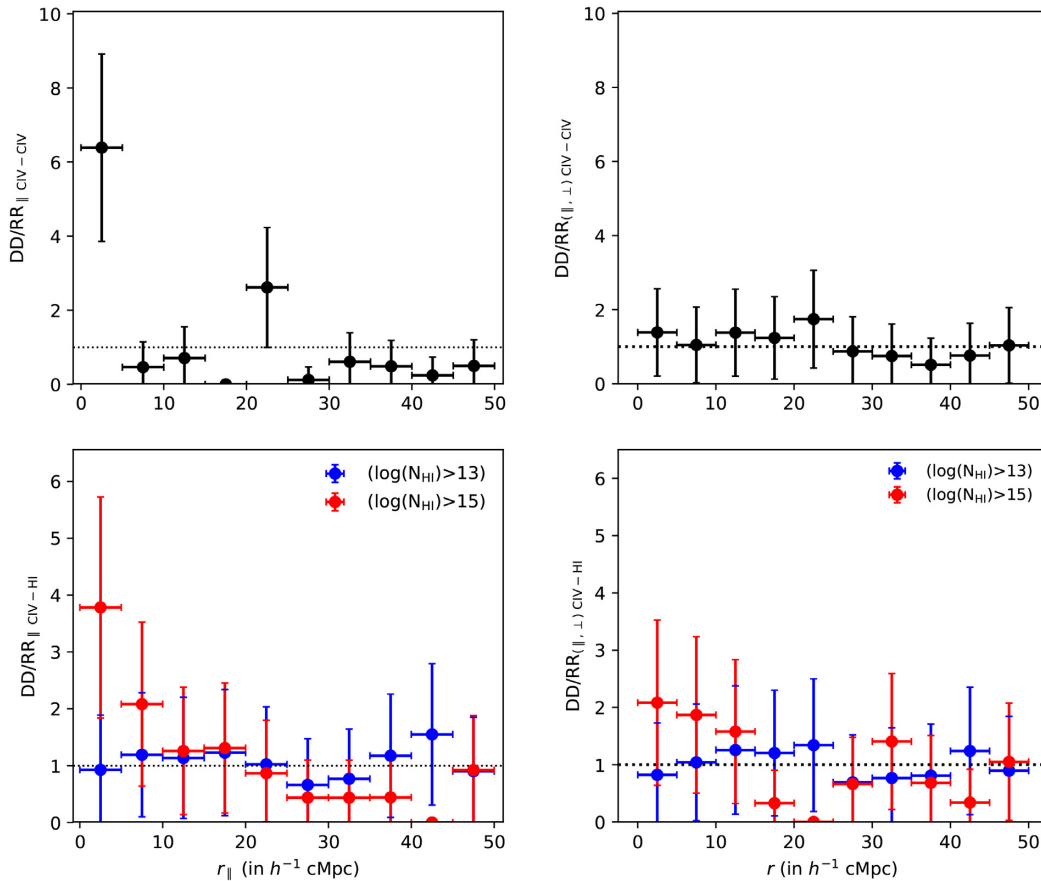 10
8
6
4
2
0
DD/RR∥ CIV − CIV
0 10 20 30 40 50
10
8
6
4
2
0
DD/RR(∥, ⊥) CIV − CIV
0 10 20 30 40 50
6
5
4
3
2
1
0
DD/RR∥ CIV − HI
(log(N_HI)>13)
(log(N_HI)>15)
0 10 20 30 40 50
r∥ (in h⁻¹ cMpc)
6
5
4
3
2
1
0
DD/RR(∥, ⊥) CIV − HI
(log(N_HI)>13)
(log(N_HI)>15)
0 10 20 30 40 50
r (in h⁻¹ cMpc)